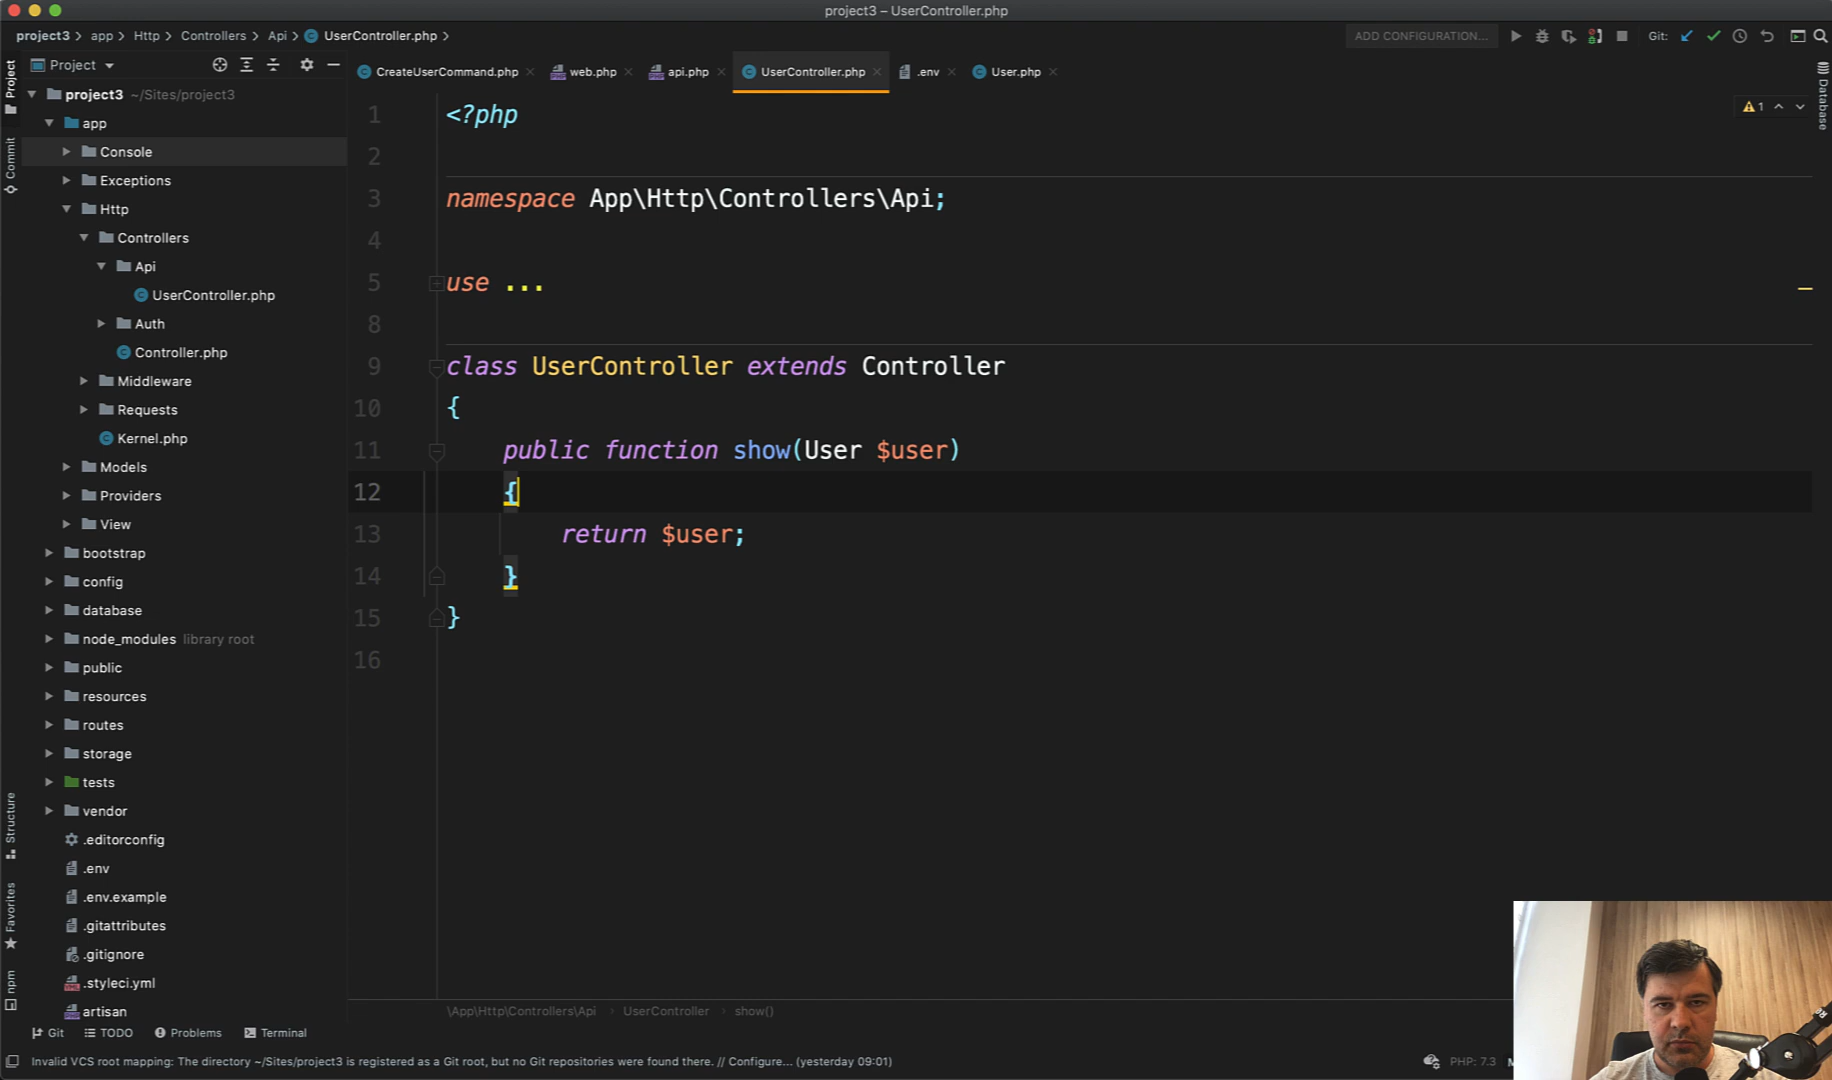 project3 – UserController.php
project3 > app > Http > Controllers > Api > UserController.php >
ADD CONFIGURATION...
Git:
Project
CreateUserCommand.php
web.php
api.php
UserController.php
.env
User.php
Project
Commit
Structure
Favorites
npm
Database
1
project3 ~/Sites/project3
app
Console
Exceptions
Http
Controllers
Api
UserController.php
Auth
Controller.php
Middleware
Requests
Kernel.php
Models
Providers
View
bootstrap
config
database
node_modules library root
public
resources
routes
storage
tests
vendor
.editorconfig
.env
.env.example
.gitattributes
.gitignore
.styleci.yml
artisan
1 <?php
2
3 namespace App\Http\Controllers\Api;
4
5 use ...
8
9 class UserController extends Controller
10 {
11 public function show(User $user)
12 {
13 return $user;
14 }
15 }
16
\App\Http\Controllers\Api > UserController > show()
Git
TODO
Problems
Terminal
Invalid VCS root mapping: The directory ~/Sites/project3 is registered as a Git root, but no Git repositories were found there. // Configure... (yesterday 09:01)
PHP: 7.3